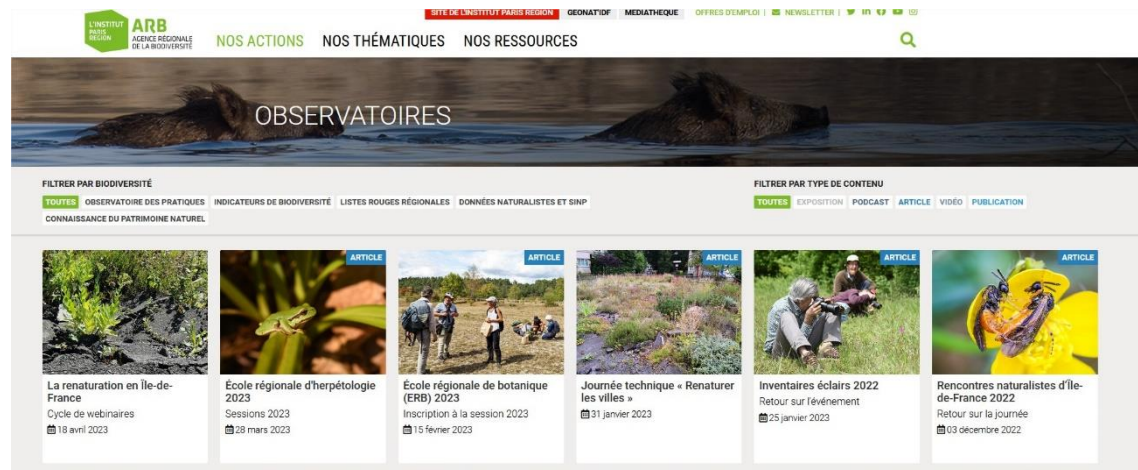 SITE DE L'INSTITUT PARIS REGION GEONAT'IDF MEDIATHEQUE OFFRES D'EMPLOI | NEWSLETTER |
L'INSTITUT
PARIS
REGION
ARB
AGENCE RÉGIONALE
DE LA BIODIVERSITÉ
NOS ACTIONS NOS THÉMATIQUES NOS RESSOURCES
OBSERVATOIRES
FILTRER PAR BIODIVERSITÉ
TOUTES OBSERVATOIRE DES PRATIQUES INDICATEURS DE BIODIVERSITÉ LISTES ROUGES RÉGIONALES DONNÉES NATURALISTES ET SINP
CONNAISSANCE DU PATRIMOINE NATUREL
FILTRER PAR TYPE DE CONTENU
TOUTES EXPOSITION PODCAST ARTICLE VIDÉO PUBLICATION
La renaturation en Île-de-
France
Cycle de webinaires
18 avril 2023
ARTICLE
École régionale d'herpétologie
2023
Sessions 2023
28 mars 2023
ARTICLE
École régionale de botanique
(ERB) 2023
Inscription à la session 2023
15 février 2023
ARTICLE
Journée technique « Renaturer
les villes »
31 janvier 2023
ARTICLE
Inventaires éclairs 2022
Retour sur l'événement
25 janvier 2023
ARTICLE
Rencontres naturalistes d'Île-
de-France 2022
Retour sur la journée
03 décembre 2022